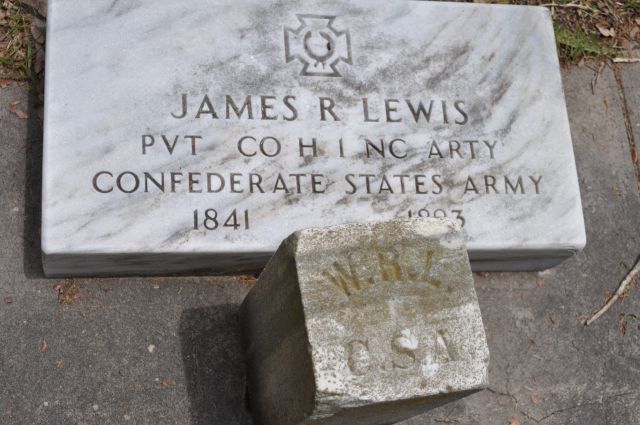 JAMES R LEWIS
PVT CO H 1 NC ARTY
CONFEDERATE STATES ARMY
1841
W.R.L.
C.S.A